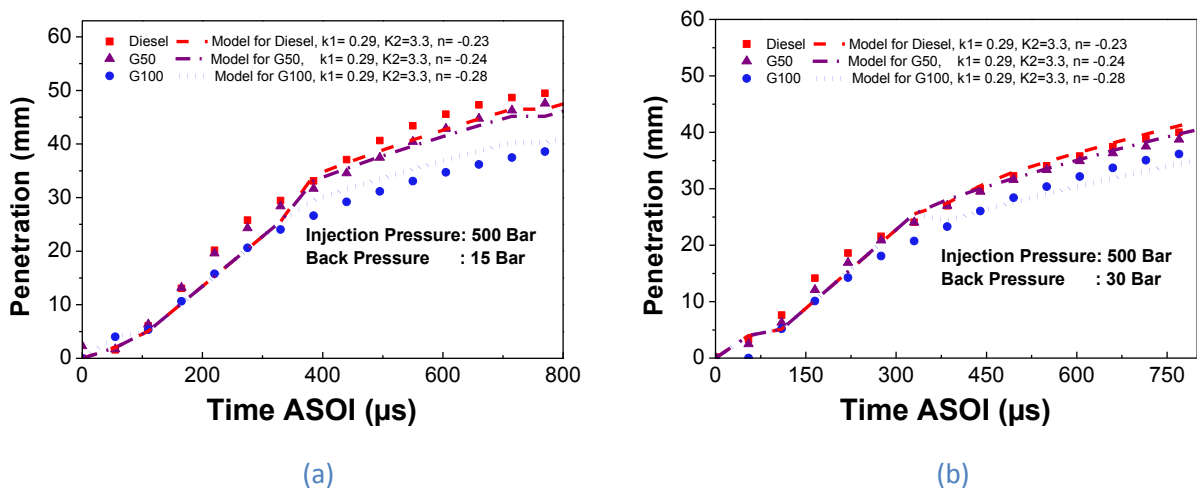 60
50
40
30
20
10
0
Penetration (mm)
Diesel
Model for Diesel, k1= 0.29, K2=3.3, n= -0.23
G50
Model for G50, k1= 0.29, K2=3.3, n= -0.24
G100
Model for G100, k1= 0.29, K2=3.3, n= -0.28
Injection Pressure: 500 Bar
Back Pressure : 15 Bar
0 200 400 600 800
Time ASOI (µs)
(a)
60
50
40
30
20
10
0
Penetration (mm)
Diesel
Model for Diesel, k1= 0.29, K2=3.3, n= -0.23
G50
Model for G50, k1= 0.29, K2=3.3, n= -0.24
G100
Model for G100, k1= 0.29, K2=3.3, n= -0.28
Injection Pressure: 500 Bar
Back Pressure : 30 Bar
0 150 300 450 600 750
Time ASOI (µs)
(b)